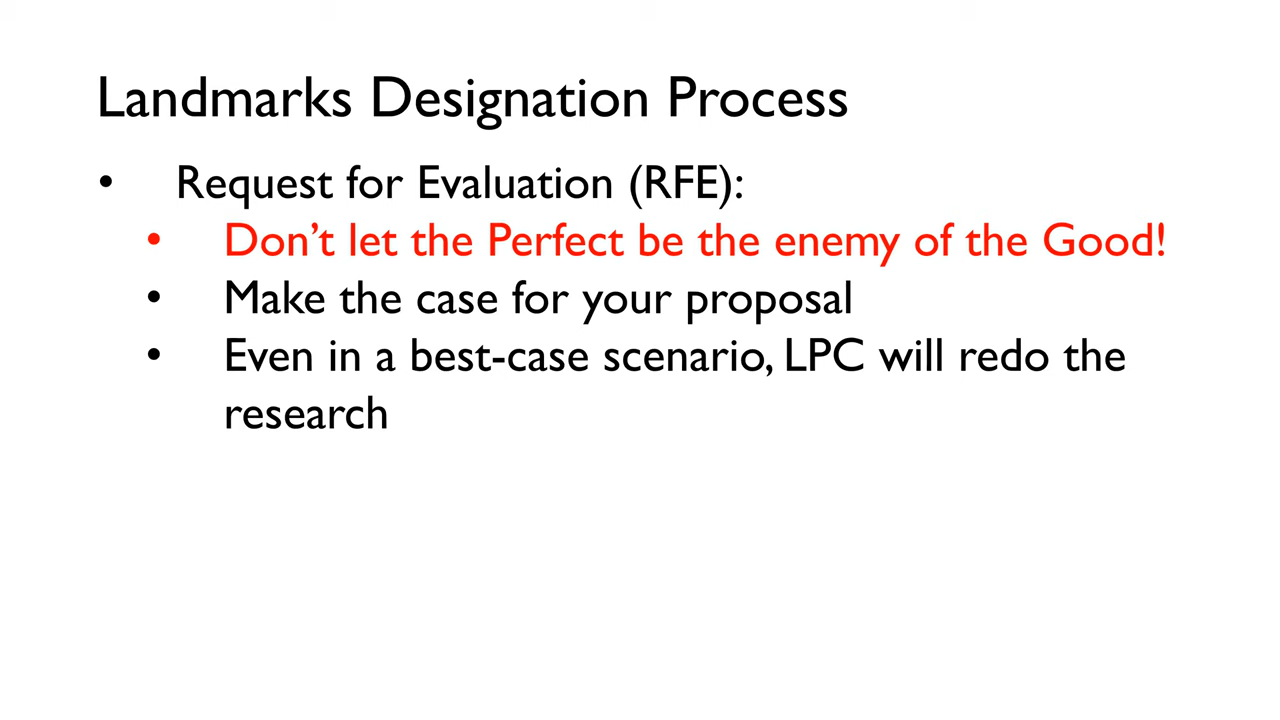 Landmarks Designation Process
• Request for Evaluation (RFE):
• Don’t let the Perfect be the enemy of the Good!
• Make the case for your proposal
• Even in a best-case scenario, LPC will redo the
research